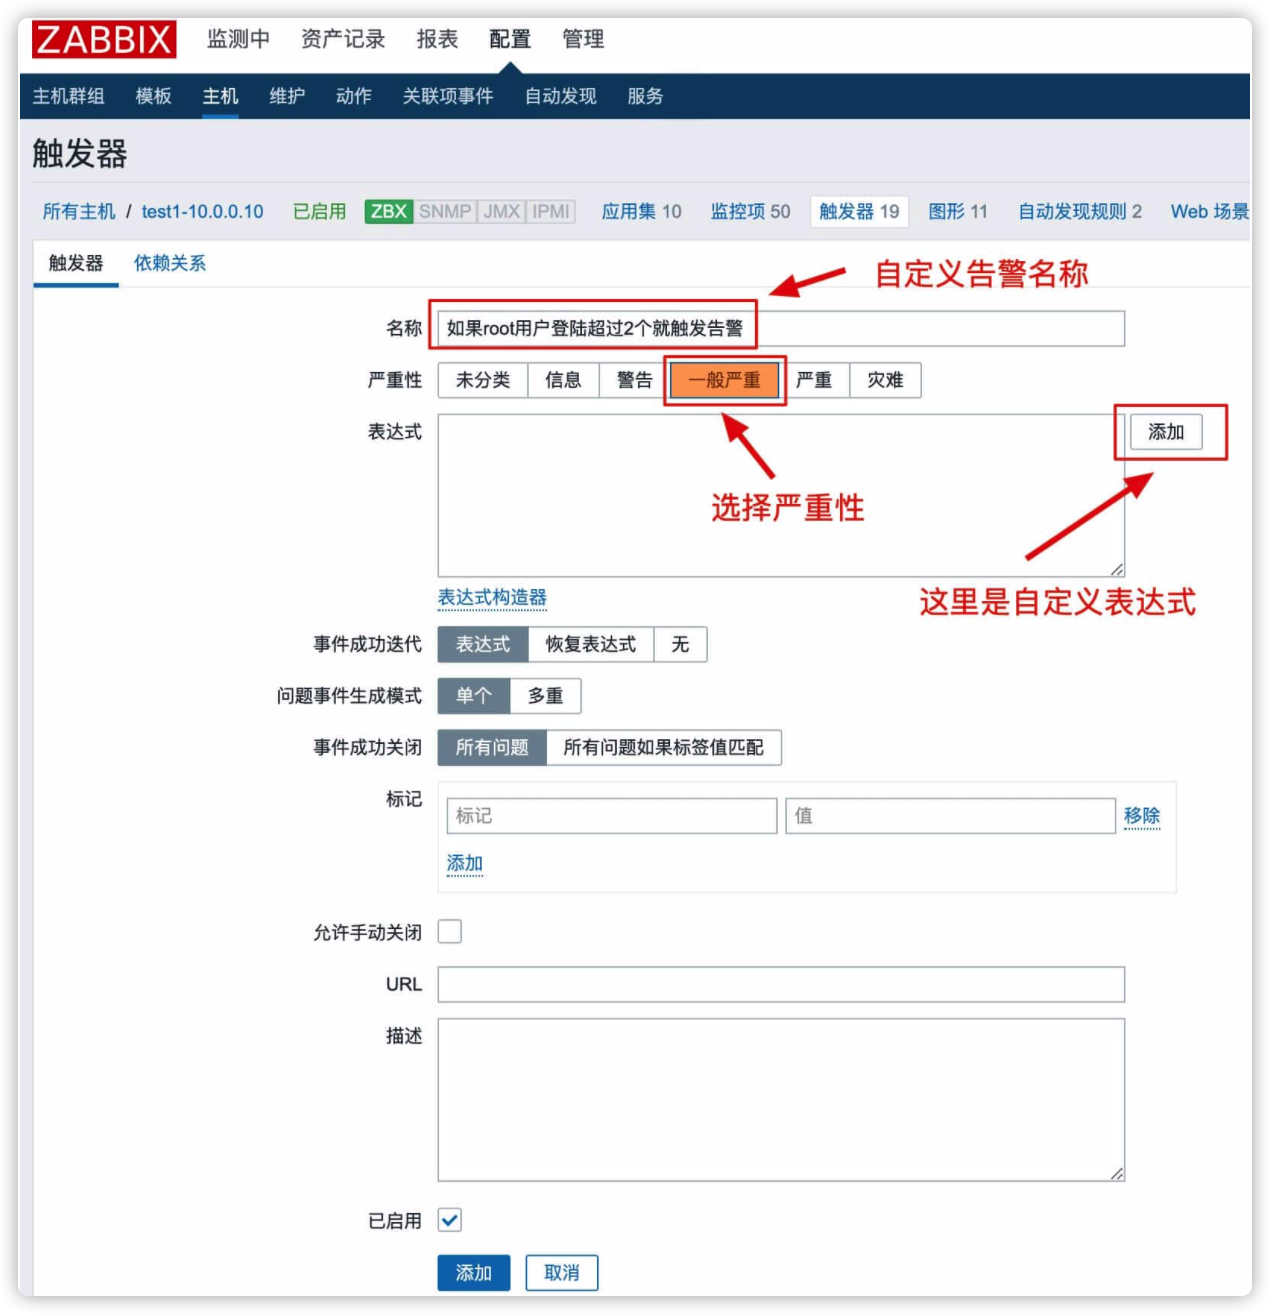 ZABBIX 监测中 资产记录 报表 配置 管理
主机群组 模板 主机 维护 动作 关联项事件 自动发现 服务
触发器
所有主机 / test1-10.0.0.10 已启用 ZBX SNMP JMX IPMI 应用集 10 监控项 50 触发器 19 图形 11 自动发现规则 2 Web 场景
触发器 依赖关系
自定义告警名称
名称 如果root用户登陆超过2个就触发告警
严重性 未分类 信息 警告 一般严重 严重 灾难
表达式 添加
选择严重性
表达式构造器
这里是自定义表达式
事件成功迭代 表达式 恢复表达式 无
问题事件生成模式 单个 多重
事件成功关闭 所有问题 所有问题如果标签值匹配
标记 标记 值 移除
添加
允许手动关闭
URL
描述
已启用
添加 取消